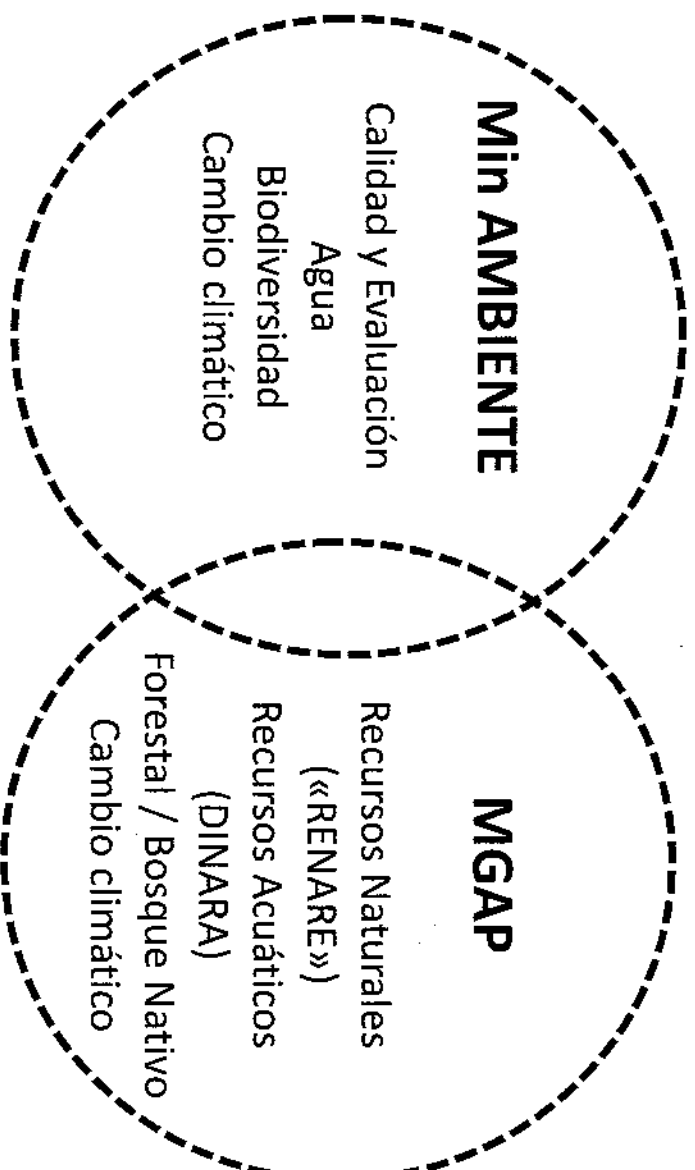 Min AMBIENTE
Calidad y Evaluación
Agua
Biodiversidad
Cambio climático
MGAP
Recursos Naturales
(«RENARE»)
Recursos Acuáticos
(DINARA)
Forestal / Bosque Nativo
Cambio climático